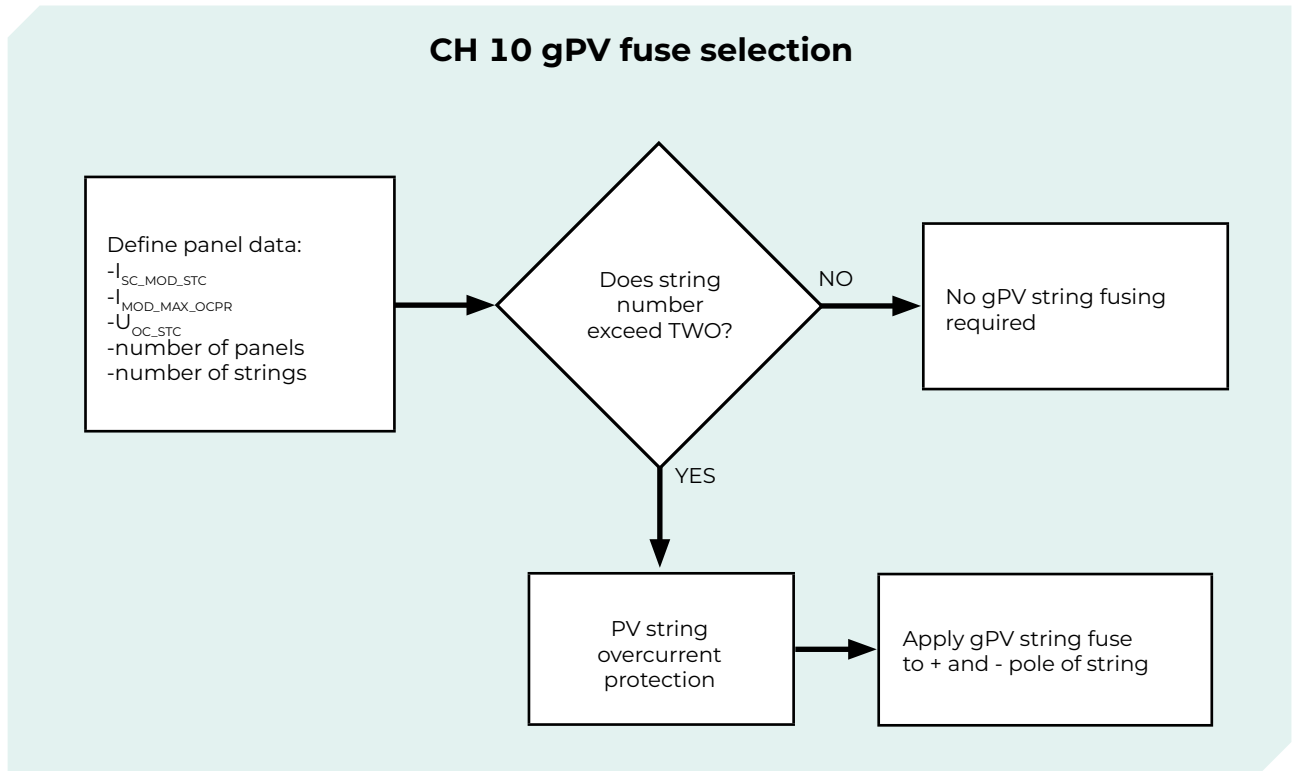 CH 10 gPV fuse selection
Define panel data:
-I_SC_MOD_STC
-I_MOD_MAX_OCPR
-U_OC_STC
-number of panels
-number of strings
Does string
number
exceed TWO?
NO
No gPV string fusing
required
YES
PV string
overcurrent
protection
Apply gPV string fuse
to + and - pole of string